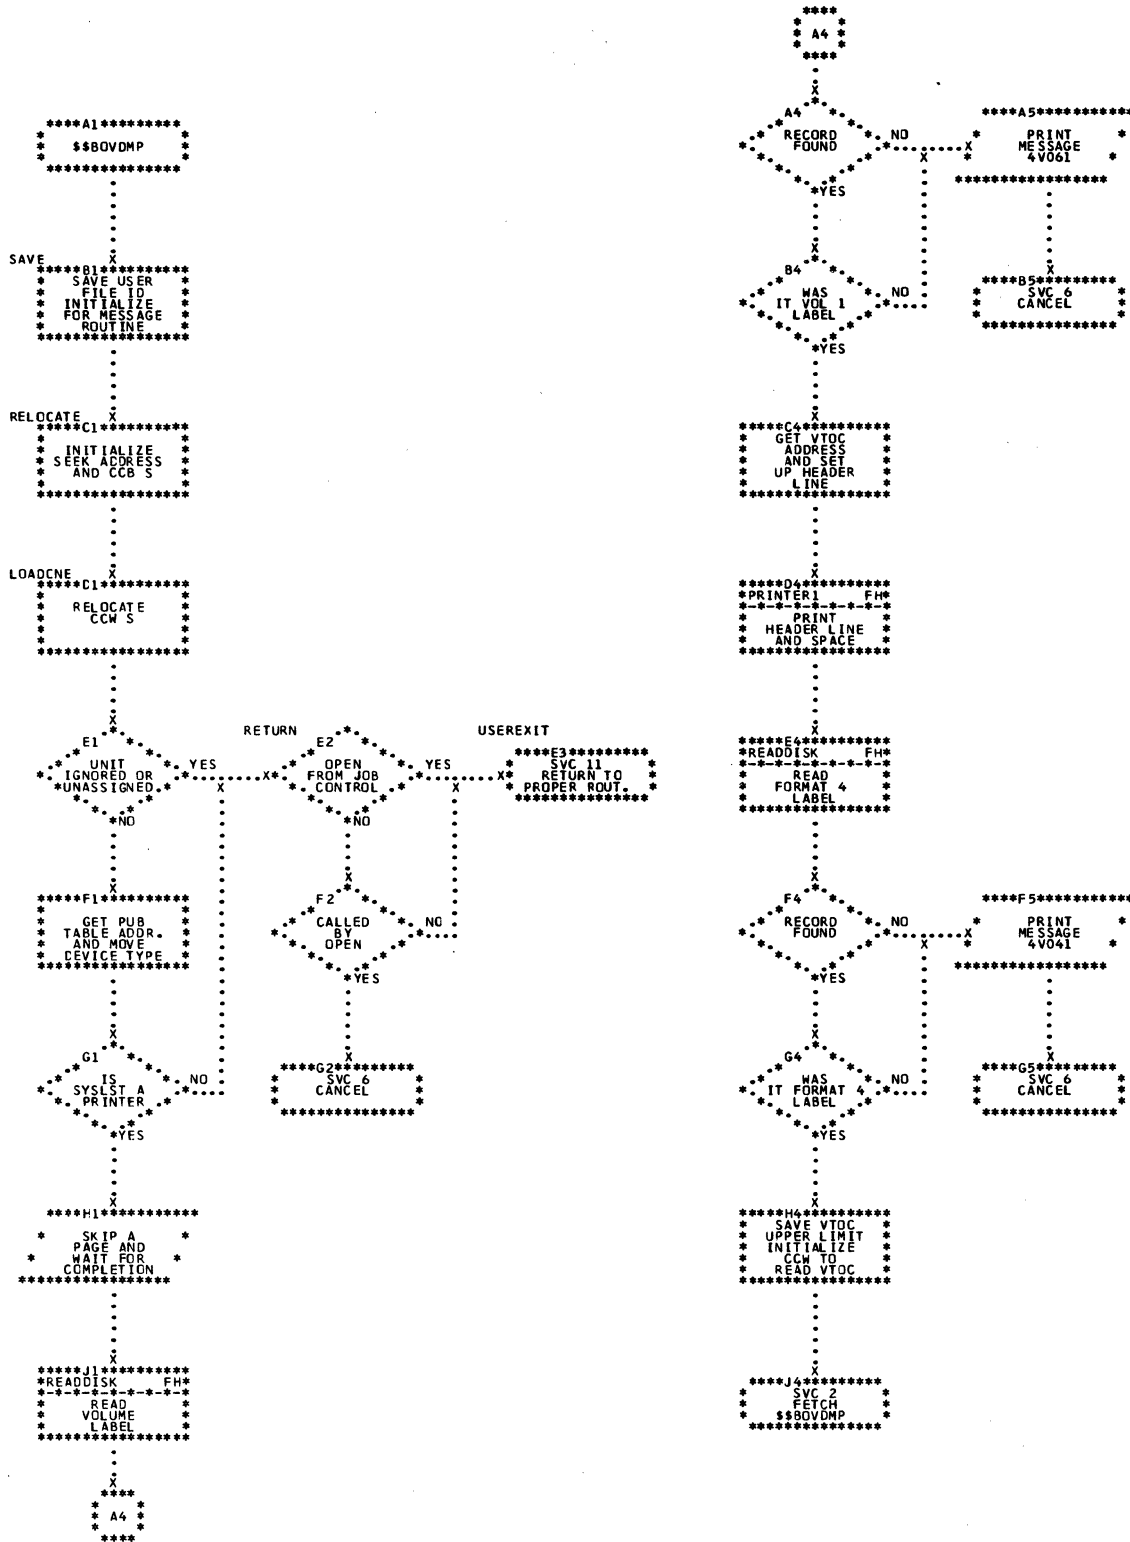 A1
$$BOVDMP
SAVE
B1
SAVE USER
FILE ID
INITIALIZE
FOR MESSAGE
ROUTINE
RELOCATE
C1
INITIALIZE
SEEK ADDRESS
AND CCB S
LOADCNE
D1
RELOCATE
CCW S
E1
UNIT
IGNORED OR
UNASSIGNED
YES
NO
RETURN
E2
OPEN
FROM JOB
CONTROL
YES
NO
USEREXIT
E3
SVC 11
RETURN TO
PROPER ROUT.
F1
GET PUB
TABLE ADDR.
AND MOVE
DEVICE TYPE
F2
CALLED
BY
OPEN
NO
YES
G1
IS
SYSLST A
PRINTER
NO
YES
G2
SVC 6
CANCEL
H1
SKIP A
PAGE AND
WAIT FOR
COMPLETION
J1
READDISK FH
READ
VOLUME
LABEL
A4
A4
A4
RECORD
FOUND
NO
YES
A5
PRINT
MESSAGE
4V061
B4
WAS
IT VOL 1
LABEL
NO
YES
B5
SVC 6
CANCEL
C4
GET VTOC
ADDRESS
AND SET
UP HEADER
LINE
D4
PRINTER1 FH
PRINT
HEADER LINE
AND SPACE
E4
READDISK FH
READ
FORMAT 4
LABEL
F4
RECORD
FOUND
NO
YES
F5
PRINT
MESSAGE
4V041
G4
WAS
IT FORMAT 4
LABEL
NO
YES
G5
SVC 6
CANCEL
H4
SAVE VTOC
UPPER LIMIT
INITIALIZE
CCW TO
READ VTOC
J4
SVC 2
FETCH
$$BOVDMP